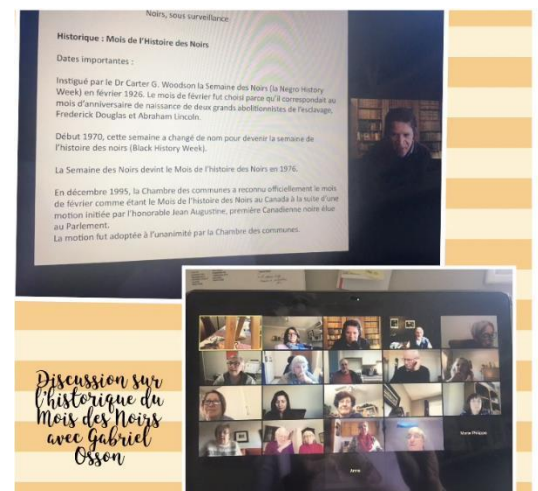 Noirs, sous surveillance
Historique : Mois de l'Histoire des Noirs
Dates importantes :
Instigué par le Dr Carter G. Woodson la Semaine des Noirs (la Negro History
Week) en février 1926. Le mois de février fut choisi parce qu'il correspondait au
mois d'anniversaire de naissance de deux grands abolitionnistes de l'esclavage,
Frederick Douglas et Abraham Lincoln.
Début 1970, cette semaine a changé de nom pour devenir la semaine de
l'histoire des noirs (Black History Week).
La Semaine des Noirs devint le Mois de l'histoire des Noirs en 1976.
En décembre 1995, la Chambre des communes a reconnu officiellement le mois
de février comme étant le Mois de l'Histoire des Noirs au Canada à la suite d'une
motion initiée par l'honorable Jean Augustine, première Canadienne noire élue
au Parlement.
La motion fut adoptée à l'unanimité par la Chambre des communes.
Discussion sur
l'historique du
Mois des Noirs
avec Gabriel
Osson
Anne